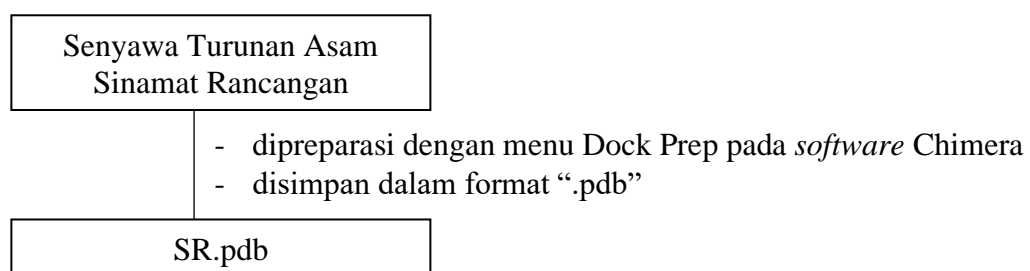 Senyawa Turunan Asam
Sinamat Rancangan
- dipreparasi dengan menu Dock Prep pada software Chimera
- disimpan dalam format “.pdb”
SR.pdb